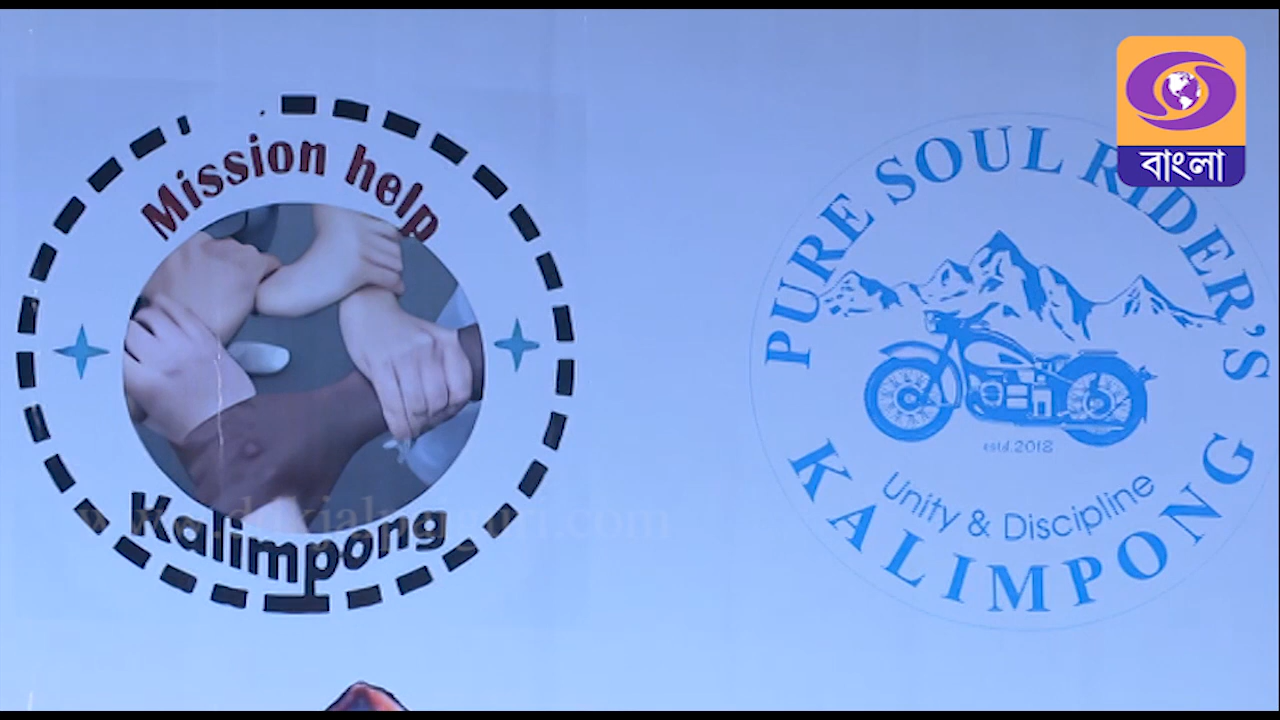 বাংলা
Mission help
Kalimpong
PURE SOUL RIDER'S
estd.2018
Unity & Discipline
KALIMPONG